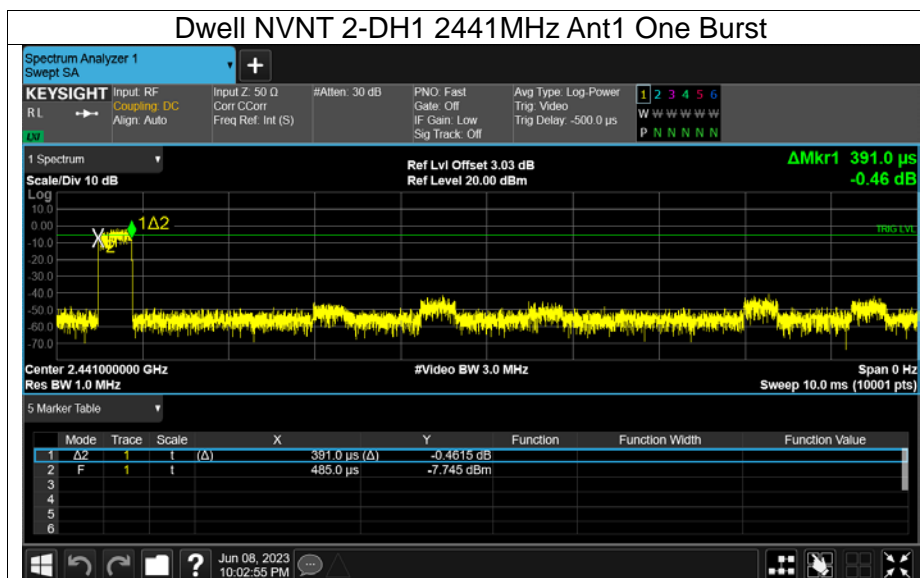 Dwell NVNT 2-DH1 2441MHz Ant1 One Burst
Spectrum Analyzer 1
Swept SA
+
KEYSIGHT Input: RF Input Z: 50 Ω #Atten: 30 dB PNO: Fast Avg Type: Log-Power 1 2 3 4 5 6
RL Coupling: DC Corr CCorr Gate: Off Trig: Video W W W W W W
Align: Auto Freq Ref: Int (S) IF Gain: Low Trig Delay: -500.0 µs
LXI Sig Track: Off P N N N N N
1 Spectrum Ref Lvl Offset 3.03 dB ΔMkr1 391.0 µs
Scale/Div 10 dB Ref Level 20.00 dBm -0.46 dB
Log
10.0
0.00 1Δ2 TRIG LVL
-10.0 2
-20.0
-30.0
-40.0
-50.0
-60.0
-70.0
Center 2.441000000 GHz #Video BW 3.0 MHz Span 0 Hz
Res BW 1.0 MHz Sweep 10.0 ms (10001 pts)
5 Marker Table
Mode Trace Scale X Y Function Function Width Function Value
1 Δ2 1 t (Δ) 391.0 µs (Δ) -0.4615 dB
2 F 1 t 485.0 µs -7.745 dBm
3
4
5
6
? Jun 08, 2023
10:02:55 PM